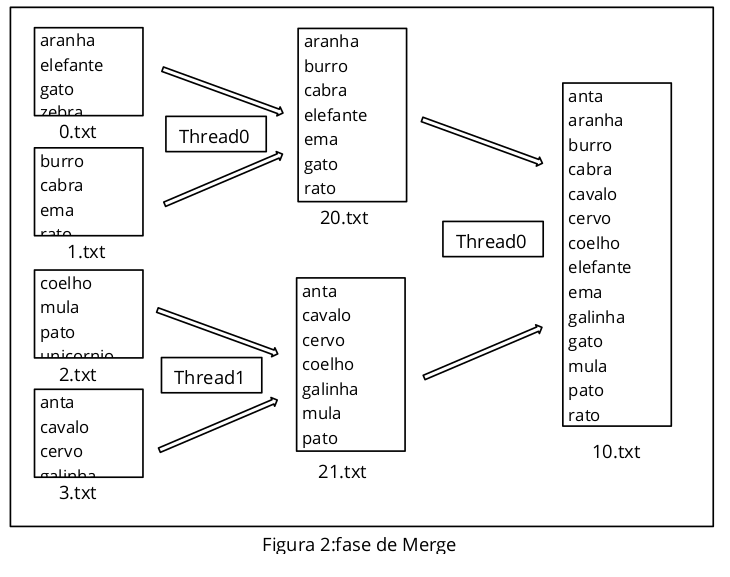 aranha
elefante
gato
zebra
0.txt
burro
cabra
ema
rato
1.txt
coelho
mula
pato
unicornio
2.txt
anta
cavalo
cervo
galinha
3.txt
Thread0
Thread1
aranha
burro
cabra
elefante
ema
gato
rato
20.txt
anta
cavalo
cervo
coelho
galinha
mula
pato
21.txt
Thread0
anta
aranha
burro
cabra
cavalo
cervo
coelho
elefante
ema
galinha
gato
mula
pato
rato
10.txt
Figura 2:fase de Merge